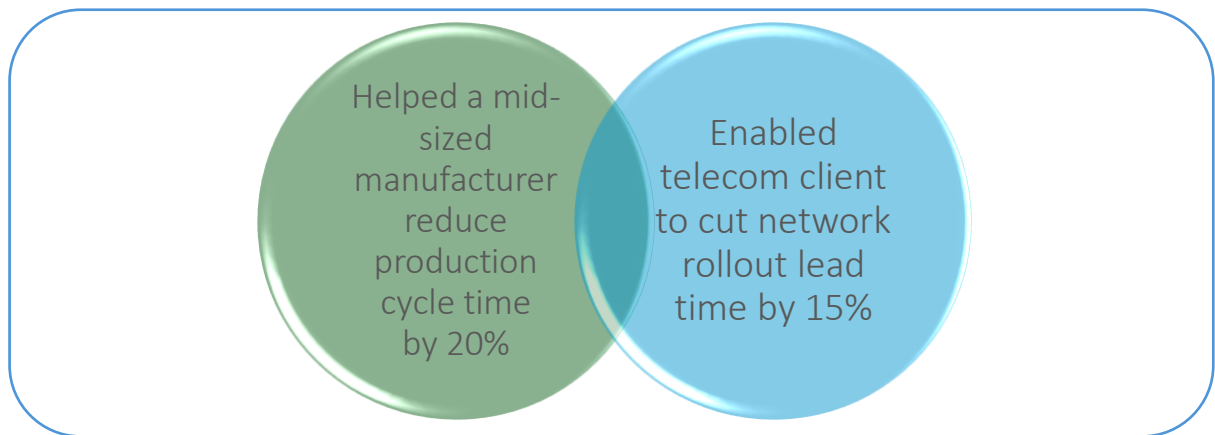 Helped a mid-
sized
manufacturer
reduce
production
cycle time
by 20%
Enabled
telecom client
to cut network
rollout lead
time by 15%